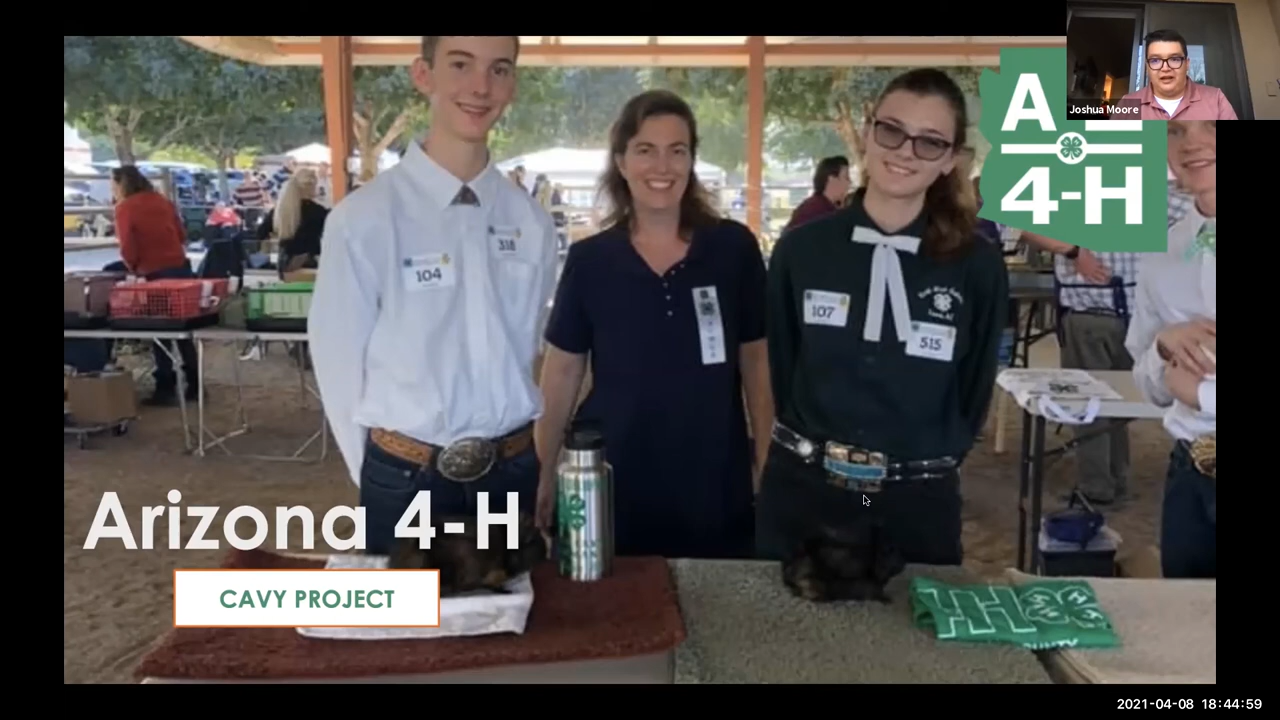 Joshua Moore
A
4-H
318
104
107
515
Arizona 4-H
CAVY PROJECT
2021-04-08 18:44:59